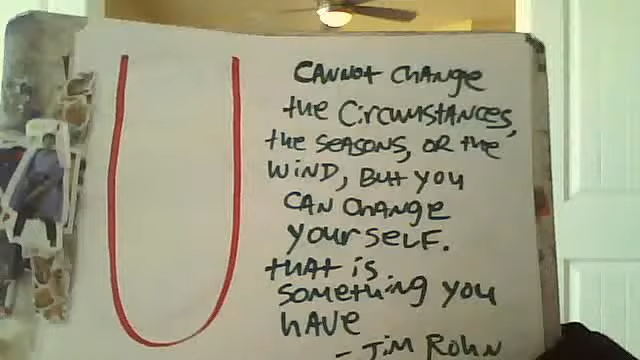 U
CANNOT CHANGE
the CIRCUMSTANCES,
the SEASONS, OR the
WIND, BUT YOU
CAN CHANGE
YOURSELF.
that is
SOMETHING YOU
HAVE
- JIM ROHN